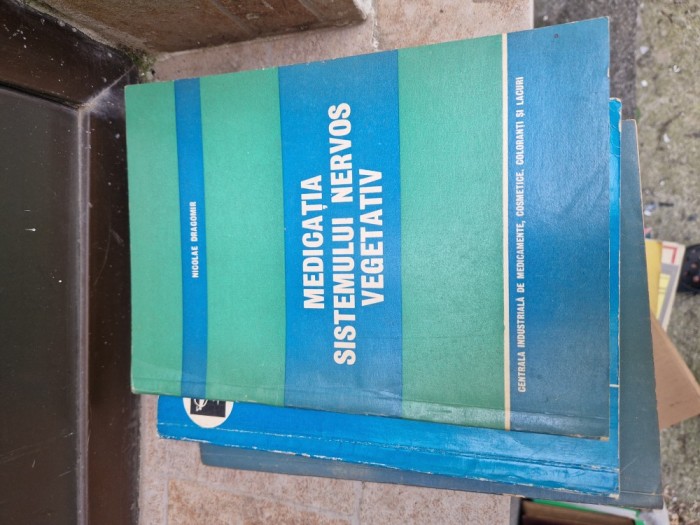 NICOLAE DRAGOMIR
MEDICAȚIA
SISTEMULUI NERVOS
VEGETATIV
CENTRALA INDUSTRIALĂ DE MEDICAMENTE, COSMETICE, COLORANȚI ȘI LACURI